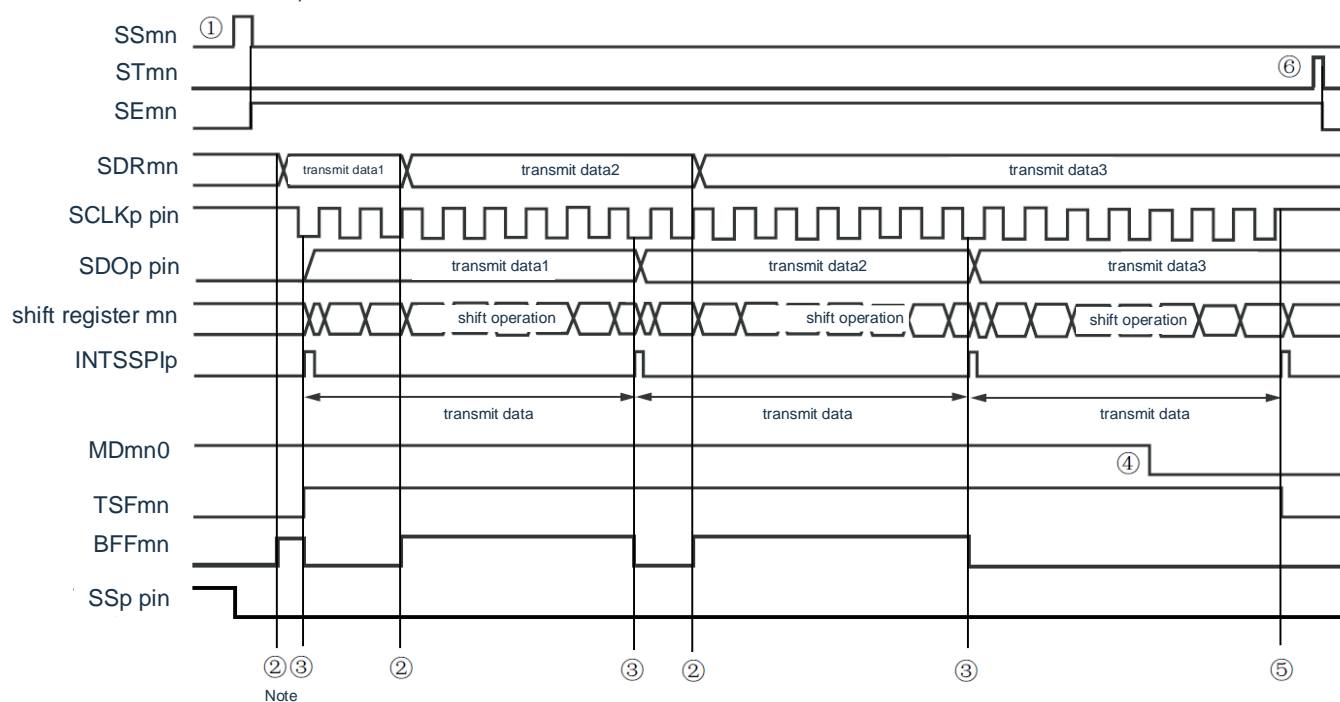 SSmn ①
STmn ⑥
SEmn
SDRmn transmit data1 transmit data2 transmit data3
SCLKp pin
SDOp pin transmit data1 transmit data2 transmit data3
shift register mn shift operation shift operation shift operation
INTSSPIp
transmit data transmit data transmit data
MDmn0 ④
TSFmn
BFFmn
SSp pin
② ③ ② ③ ② ③ ⑤
Note